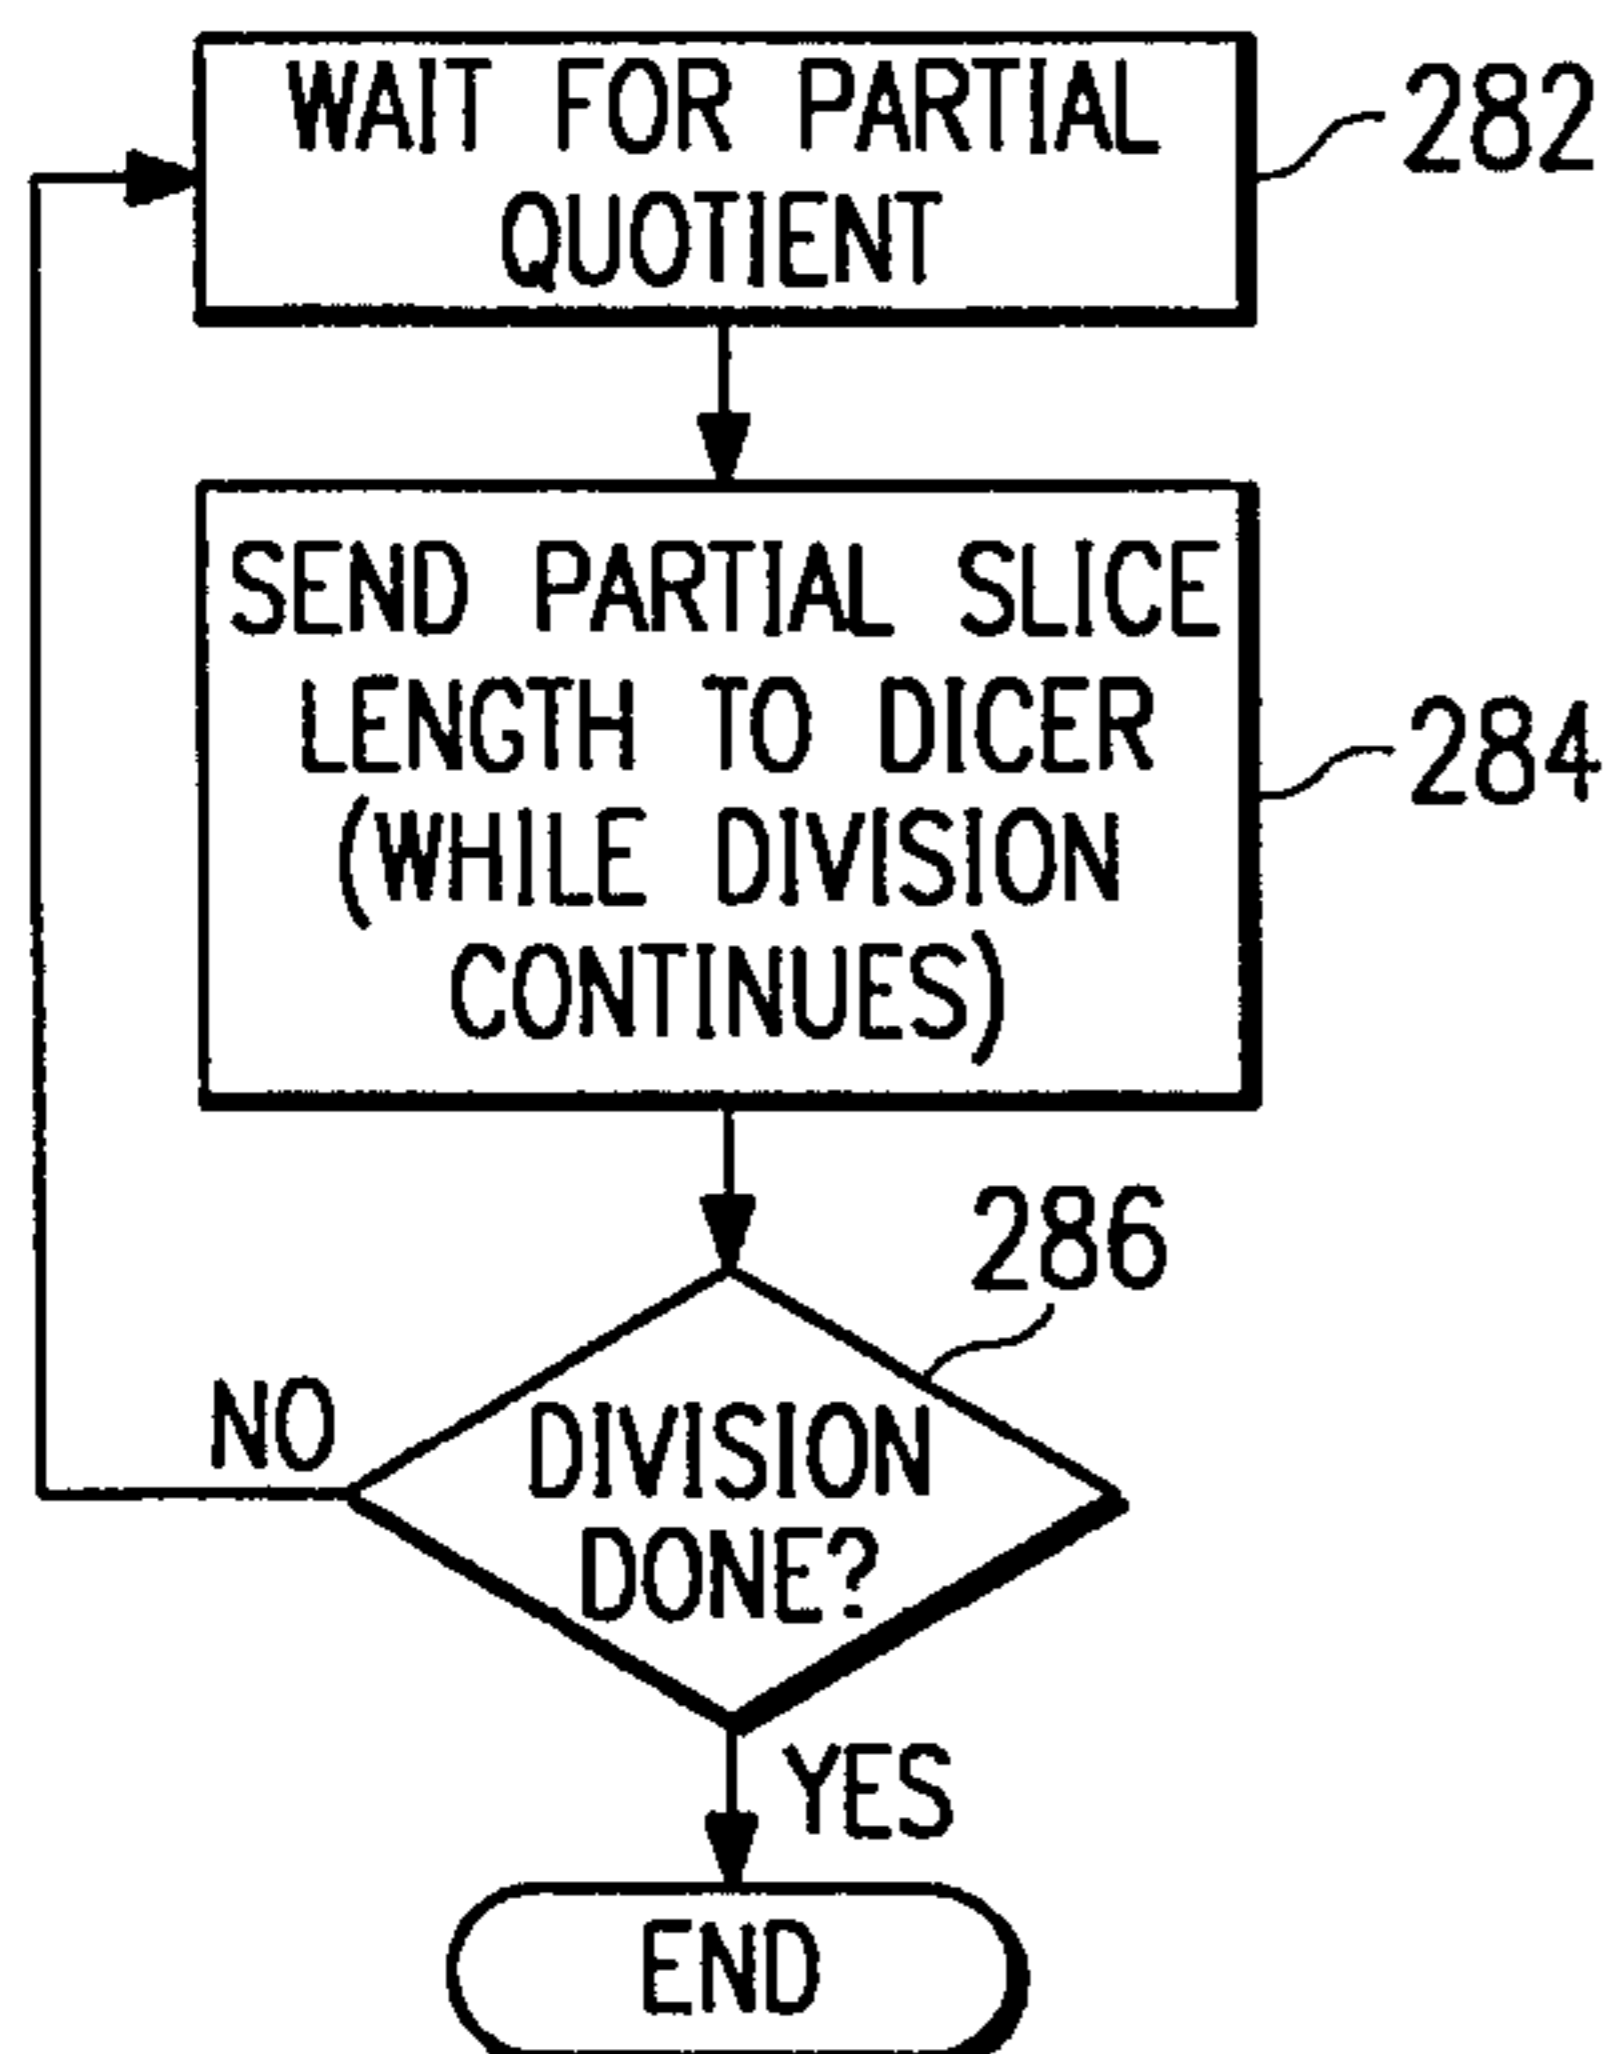 WAIT FOR PARTIAL
QUOTIENT
282
SEND PARTIAL SLICE
LENGTH TO DICER
(WHILE DIVISION
CONTINUES)
284
286
DIVISION
DONE?
NO
YES
END